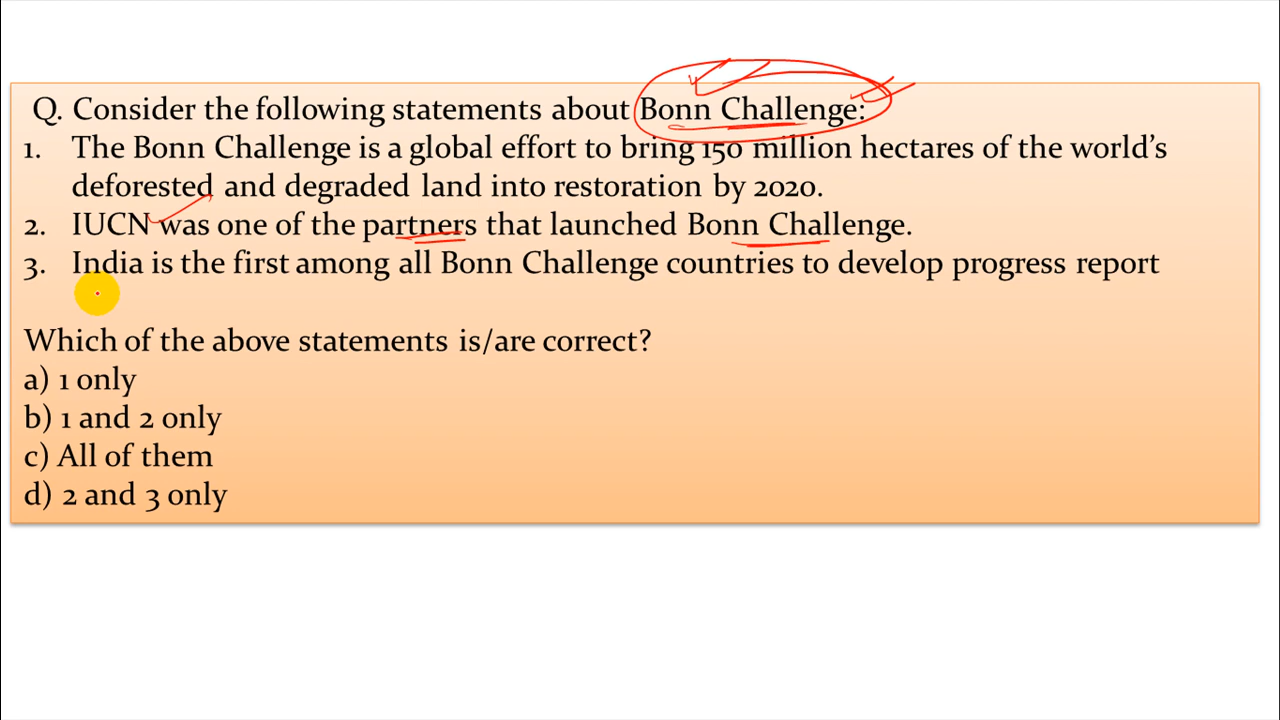 Q. Consider the following statements about Bonn Challenge:
1. The Bonn Challenge is a global effort to bring 150 million hectares of the world's
deforested and degraded land into restoration by 2020.
2. IUCN was one of the partners that launched Bonn Challenge.
3. India is the first among all Bonn Challenge countries to develop progress report
Which of the above statements is/are correct?
a) 1 only
b) 1 and 2 only
c) All of them
d) 2 and 3 only